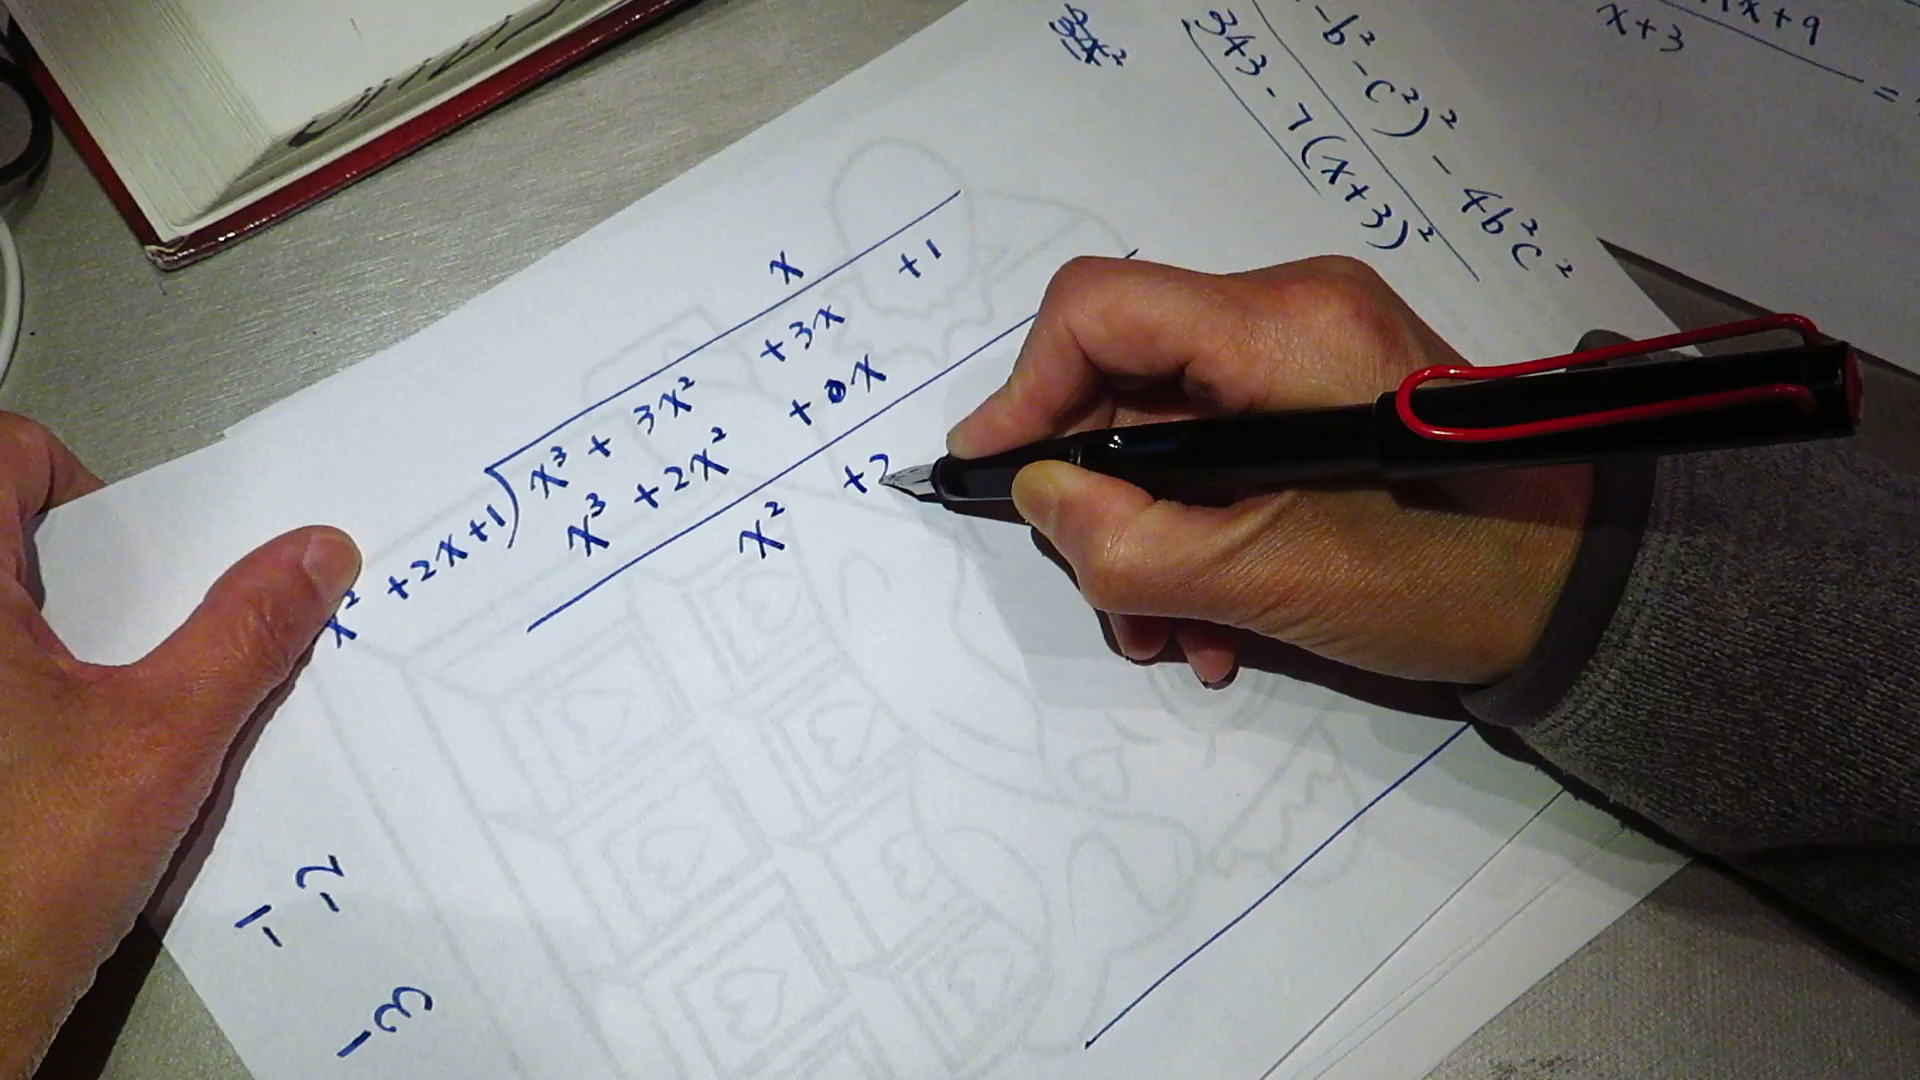 x
x² +2x+1)x³ + 3x² +3x +1
x³ +2x² +0x
x² +2
-b² -c²)² - 4b²c²
343 - 7(x+3)²
x+9
x+3
=
1
2
3